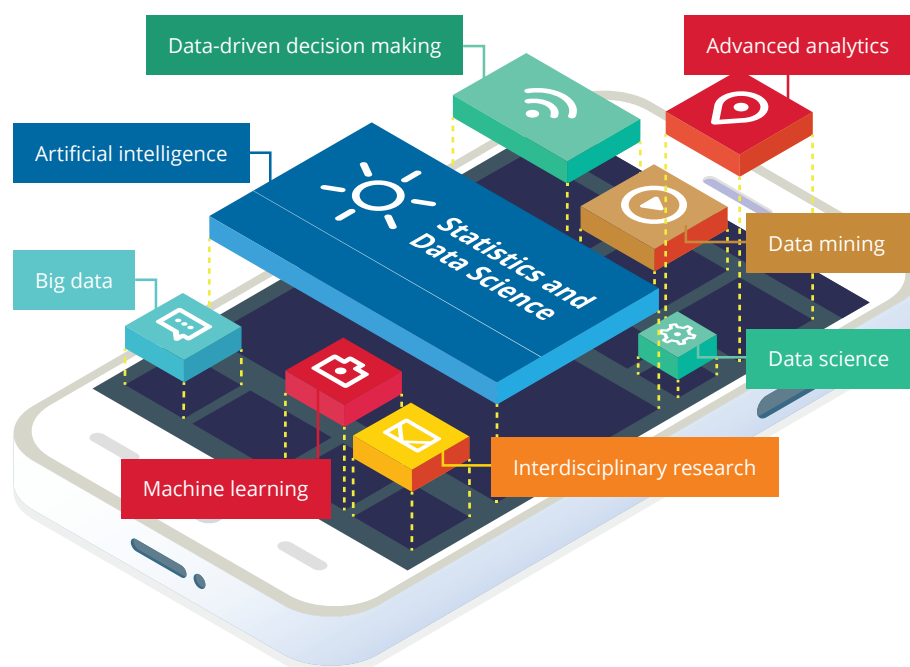 Data-driven decision making
Advanced analytics
Artificial intelligence
Statistics and
Data Science
Data mining
Big data
Data science
Interdisciplinary research
Machine learning